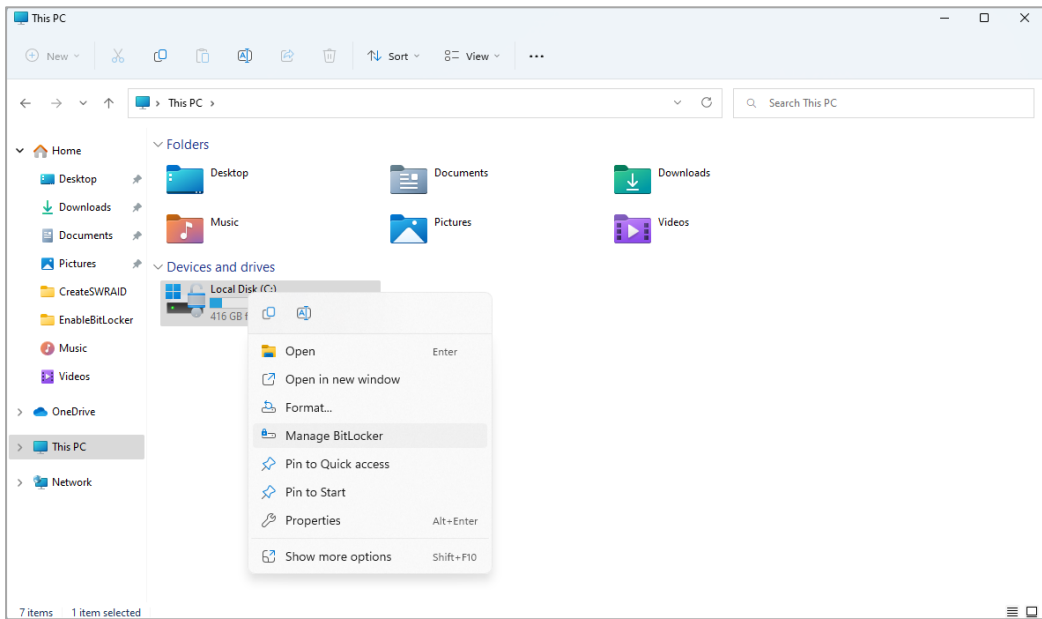 This PC
New
Sort
View
This PC
Search This PC
Home
Desktop
Downloads
Documents
Pictures
CreateSWRAID
EnableBitLocker
Music
Videos
OneDrive
This PC
Network
Folders
Desktop
Documents
Downloads
Music
Pictures
Videos
Devices and drives
Local Disk (C:)
416 GB f
Open Enter
Open in new window
Format...
Manage BitLocker
Pin to Quick access
Pin to Start
Properties Alt+Enter
Show more options Shift+F10
7 items 1 item selected